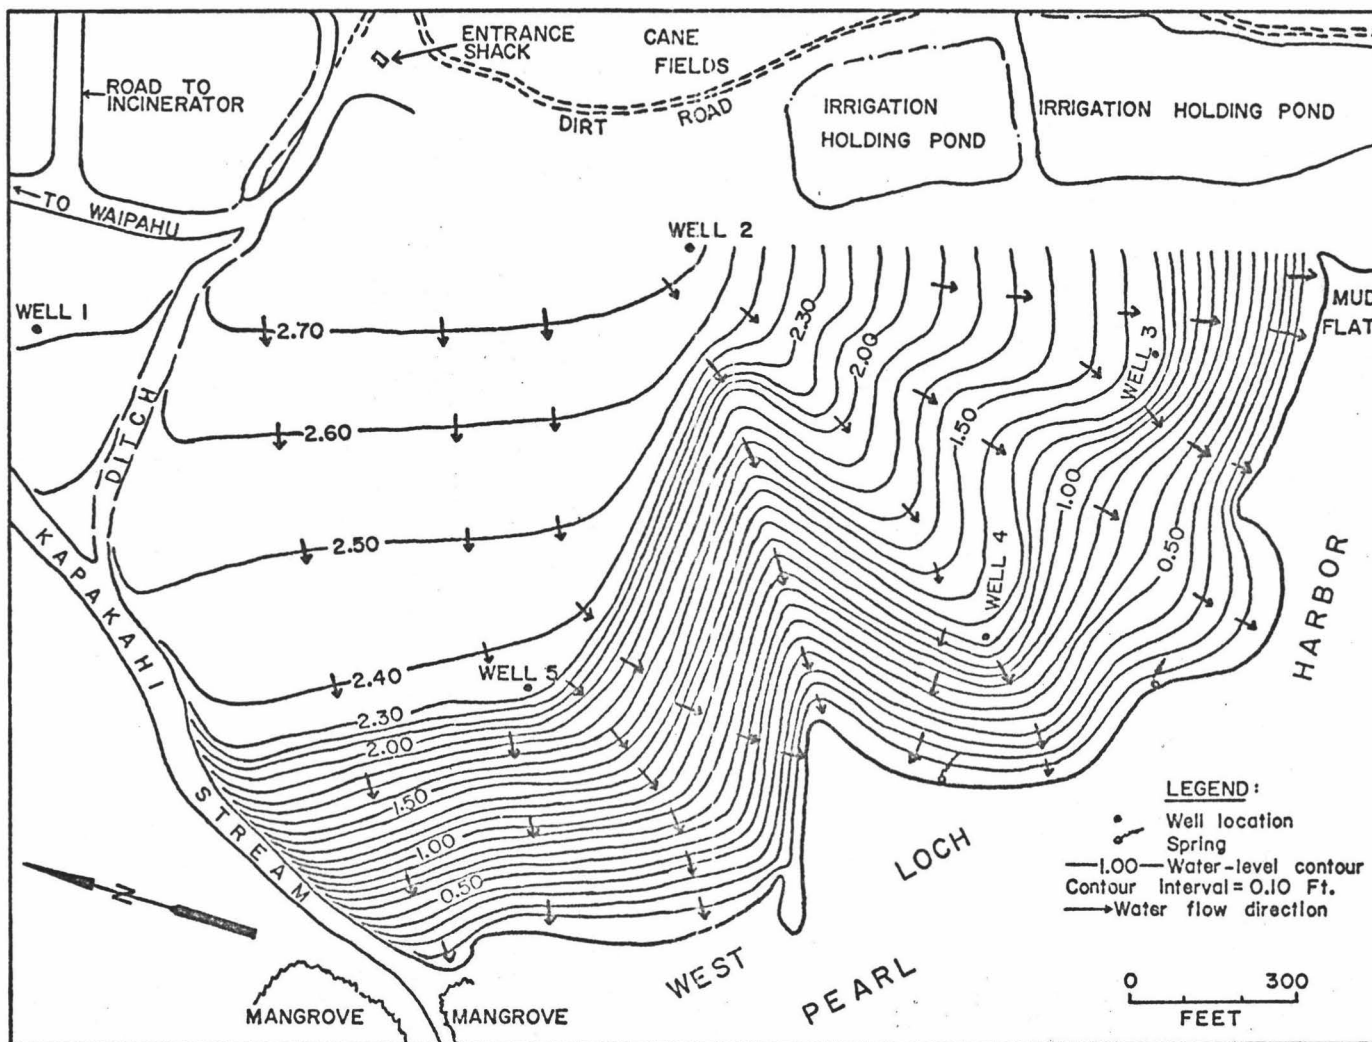 ENTRANCE
SHACK
CANE
FIELDS
ROAD TO
INCINERATOR
DIRT ROAD
IRRIGATION
HOLDING POND
IRRIGATION HOLDING POND
TO WAIPAHU
WELL 2
WELL 1
MUD
FLAT
2.70
2.30
2.00
WELL 3
DITCH
2.60
1.50
1.00
2.50
0.50
WELL 4
KAPAKAHI STREAM
2.40
WELL 5
2.30
2.00
1.50
1.00
0.50
HARBOR
LEGEND:
Well location
Spring
1.00 Water-level contour
Contour Interval = 0.10 Ft.
Water flow direction
N
WEST LOCH
PEARL
MANGROVE
MANGROVE
0 300
FEET